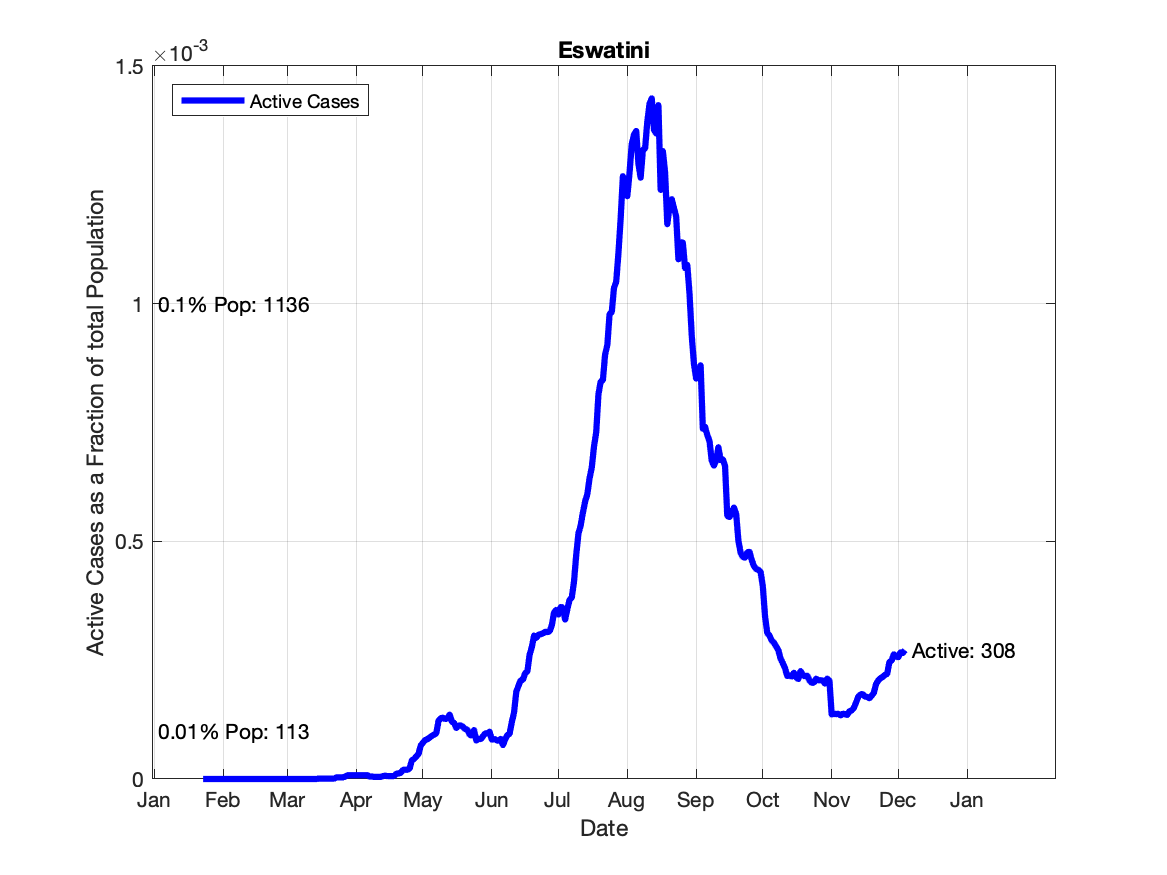 Eswatini
×10-3
1.5
1
0.5
0
Active Cases
0.1% Pop: 1136
0.01% Pop: 113
Active: 308
Active Cases as a Fraction of total Population
Jan Feb Mar Apr May Jun Jul Aug Sep Oct Nov Dec Jan
Date